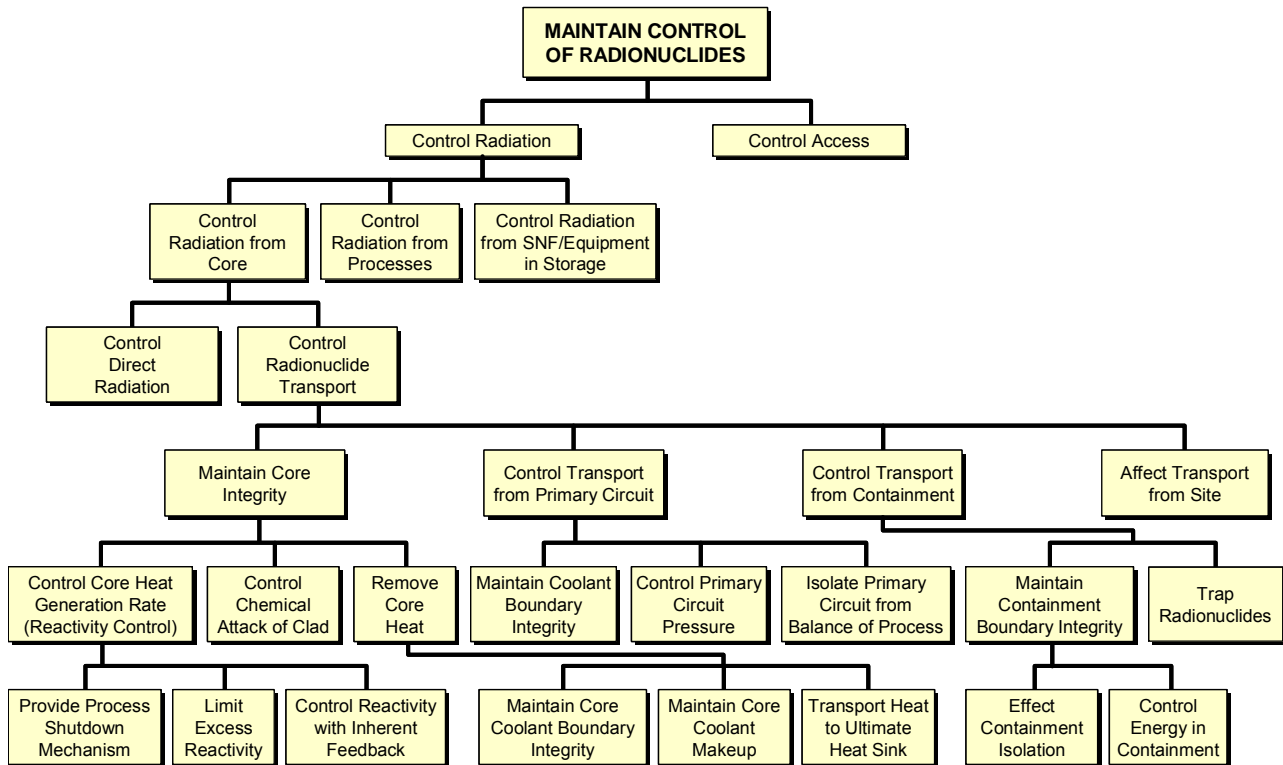 MAINTAIN CONTROL
OF RADIONUCLIDES
Control Radiation
Control Access
Control
Radiation from
Core
Control
Radiation from
Processes
Control Radiation
from SNF/Equipment
in Storage
Control
Direct
Radiation
Control
Radionuclide
Transport
Maintain Core
Integrity
Control Transport
from Primary Circuit
Control Transport
from Containment
Affect Transport
from Site
Control Core Heat
Generation Rate
(Reactivity Control)
Control
Chemical
Attack of Clad
Remove
Core
Heat
Maintain Coolant
Boundary
Integrity
Control Primary
Circuit
Pressure
Isolate Primary
Circuit from
Balance of Process
Maintain
Containment
Boundary Integrity
Trap
Radionuclides
Provide Process
Shutdown
Mechanism
Limit
Excess
Reactivity
Control Reactivity
with Inherent
Feedback
Maintain Core
Coolant Boundary
Integrity
Maintain Core
Coolant
Makeup
Transport Heat
to Ultimate
Heat Sink
Effect
Containment
Isolation
Control
Energy in
Containment